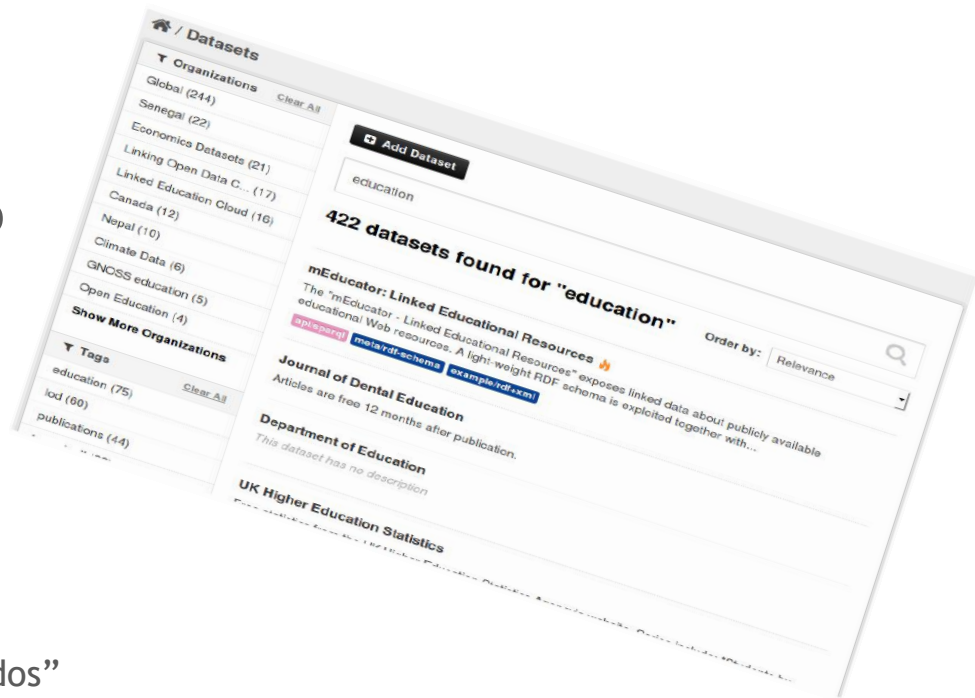 / Datasets
Organizations Clear All
Global (244)
Senegal (22)
Economics Datasets (21)
Linking Open Data C... (17)
Linked Education Cloud (16)
Canada (12)
Nepal (10)
Climate Data (6)
GNOSS education (5)
Open Education (4)
Show More Organizations
Tags Clear All
education (75)
lod (60)
publications (44)
Add Dataset
education
422 datasets found for "education"
Order by: Relevance
mEducator: Linked Educational Resources
The "mEducator - Linked Educational Resources" exposes linked data about publicly available
educational Web resources. A light-weight RDF schema is exploited together with...
api/sparql meta/rdf-schema example/rdf+xml
Journal of Dental Education
Articles are free 12 months after publication.
Department of Education
This dataset has no description
UK Higher Education Statistics